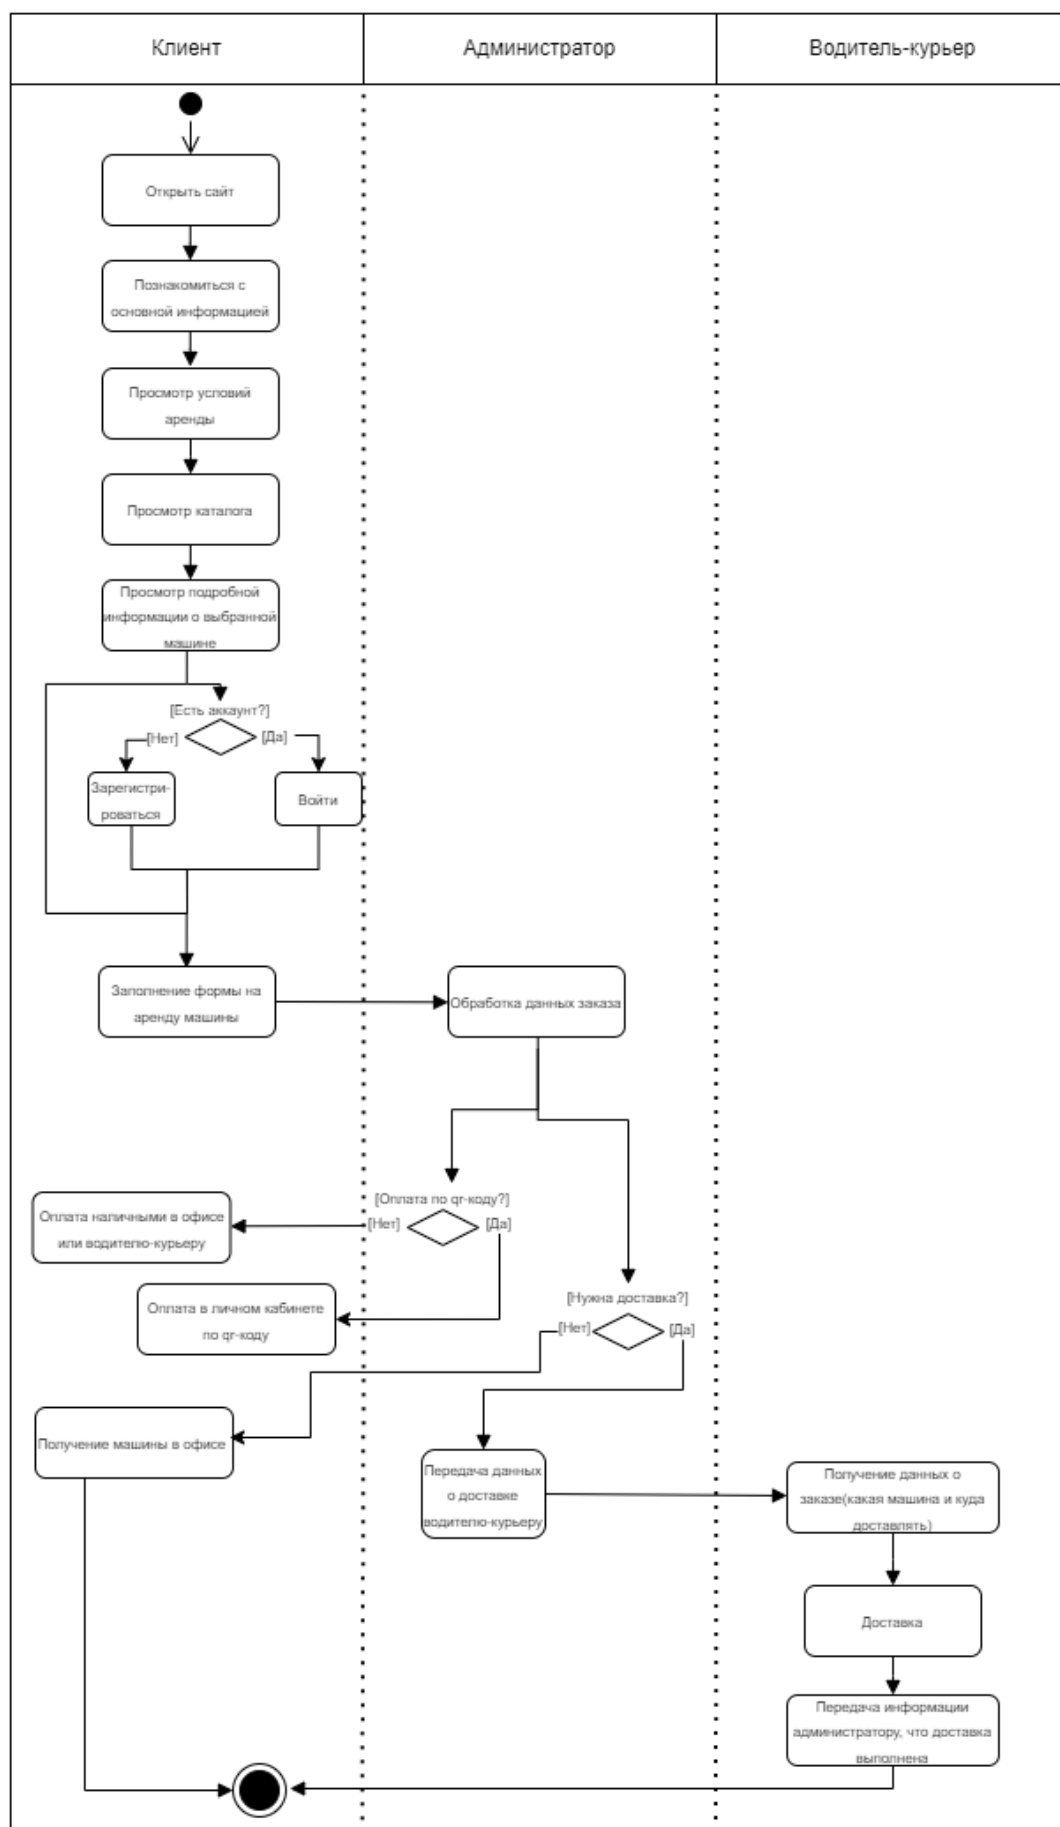 Клиент
Администратор
Водитель-курьер
Открыть сайт
Познакомиться с
основной информацией
Просмотр условий
аренды
Просмотр каталога
Просмотр подробной
информации о выбранной
машине
[Есть аккаунт?]
[Нет]
[Да]
Зарегистри-
роваться
Войти
Заполнение формы на
аренду машины
Обработка данных заказа
[Оплата по qr-коду?]
[Нет]
[Да]
Оплата наличными в офисе
или водителю-курьеру
Оплата в личном кабинете
по qr-коду
[Нужна доставка?]
[Нет]
[Да]
Получение машины в офисе
Передача данных
о доставке
водителю-курьеру
Получение данных о
заказе(какая машина и куда
доставлять)
Доставка
Передача информации
администратору, что доставка
выполнена